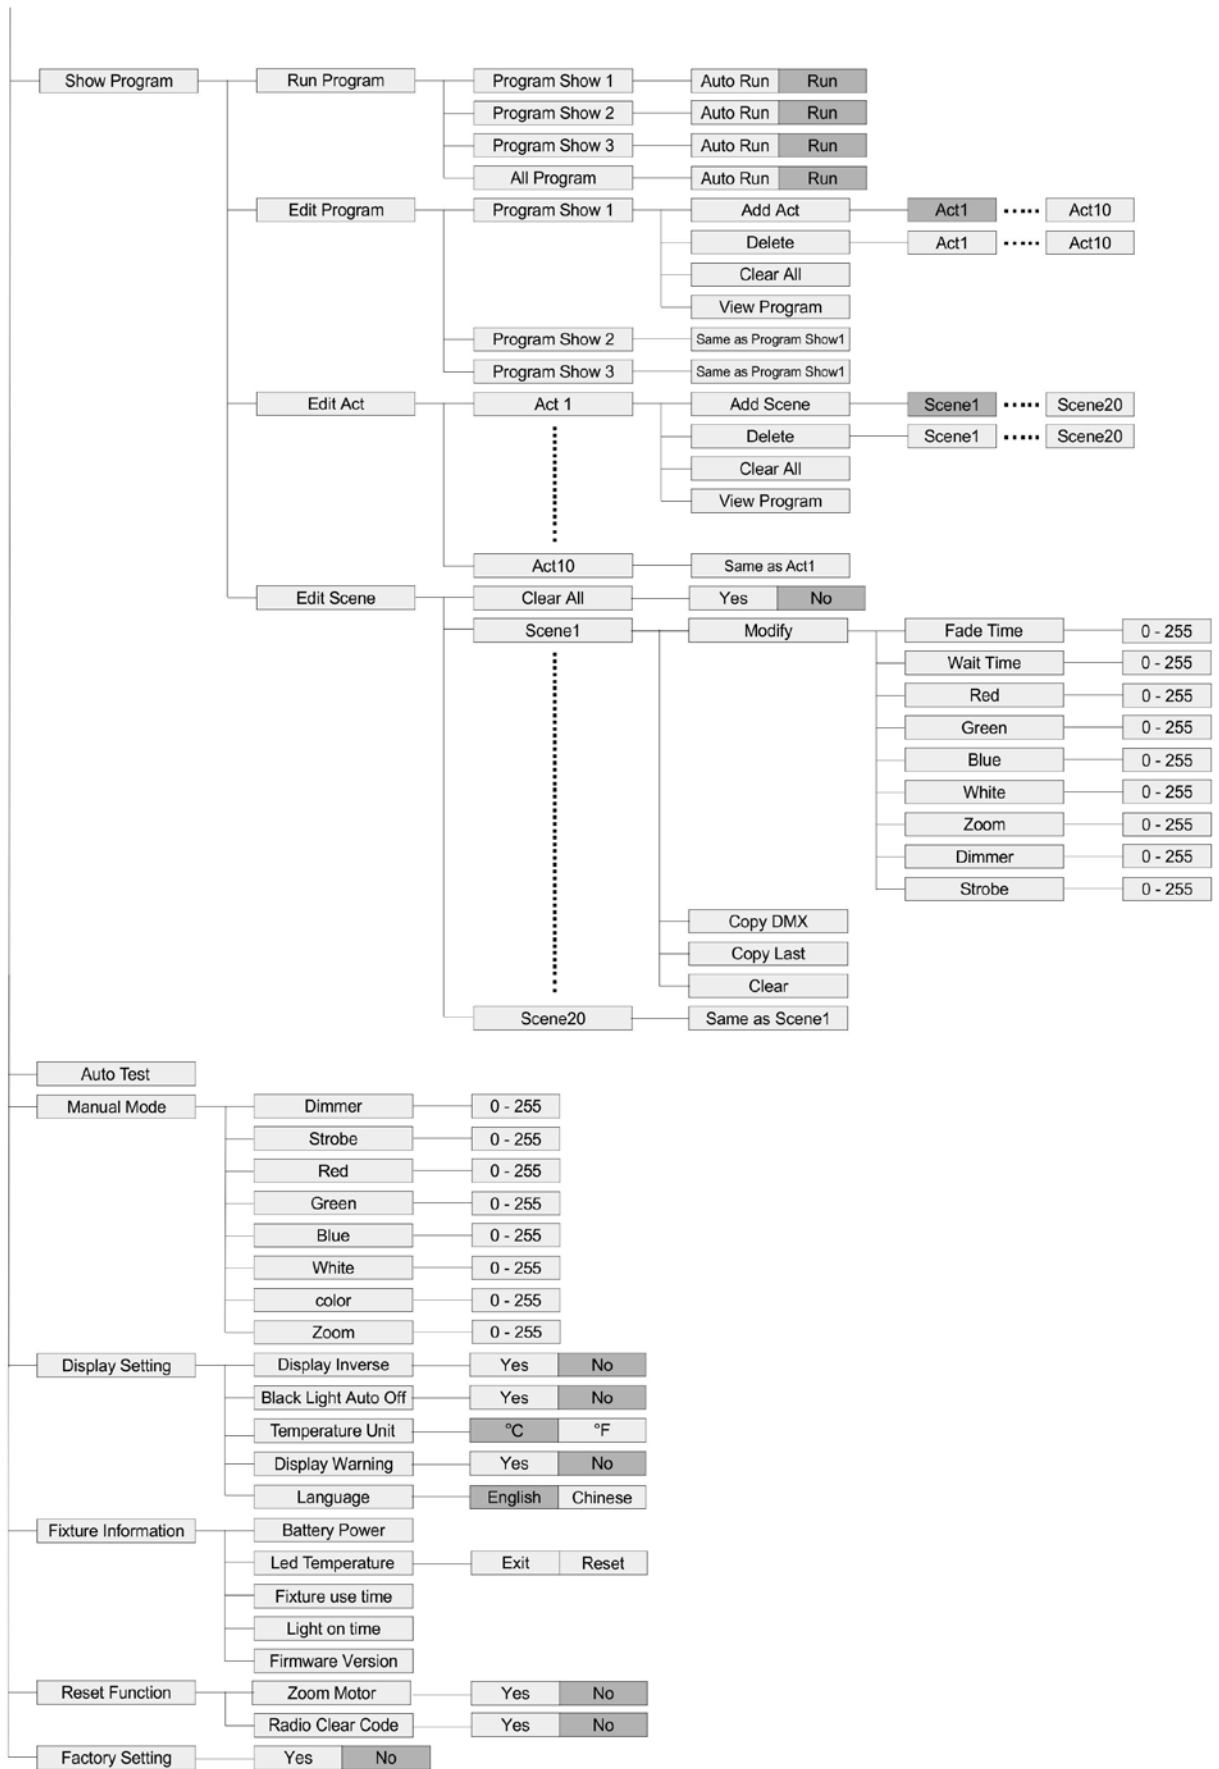 Show Program Run Program Program Show 1 Auto Run Run
Program Show 2 Auto Run Run
Program Show 3 Auto Run Run
All Program Auto Run Run
Edit Program Program Show 1 Add Act Act1 ····· Act10
Delete Act1 ····· Act10
Clear All
View Program
Program Show 2 Same as Program Show1
Program Show 3 Same as Program Show1
Edit Act Act 1 Add Scene Scene1 ····· Scene20
Delete Scene1 ····· Scene20
Clear All
View Program
Act10 Same as Act1
Edit Scene Clear All Yes No
Scene1 Modify Fade Time 0 - 255
Wait Time 0 - 255
Red 0 - 255
Green 0 - 255
Blue 0 - 255
White 0 - 255
Zoom 0 - 255
Dimmer 0 - 255
Strobe 0 - 255
Copy DMX
Copy Last
Clear
Scene20 Same as Scene1
Auto Test
Manual Mode Dimmer 0 - 255
Strobe 0 - 255
Red 0 - 255
Green 0 - 255
Blue 0 - 255
White 0 - 255
color 0 - 255
Zoom 0 - 255
Display Setting Display Inverse Yes No
Black Light Auto Off Yes No
Temperature Unit °C °F
Display Warning Yes No
Language English Chinese
Fixture Information Battery Power
Led Temperature Exit Reset
Fixture use time
Light on time
Firmware Version
Reset Function Zoom Motor Yes No
Radio Clear Code Yes No
Factory Setting Yes No